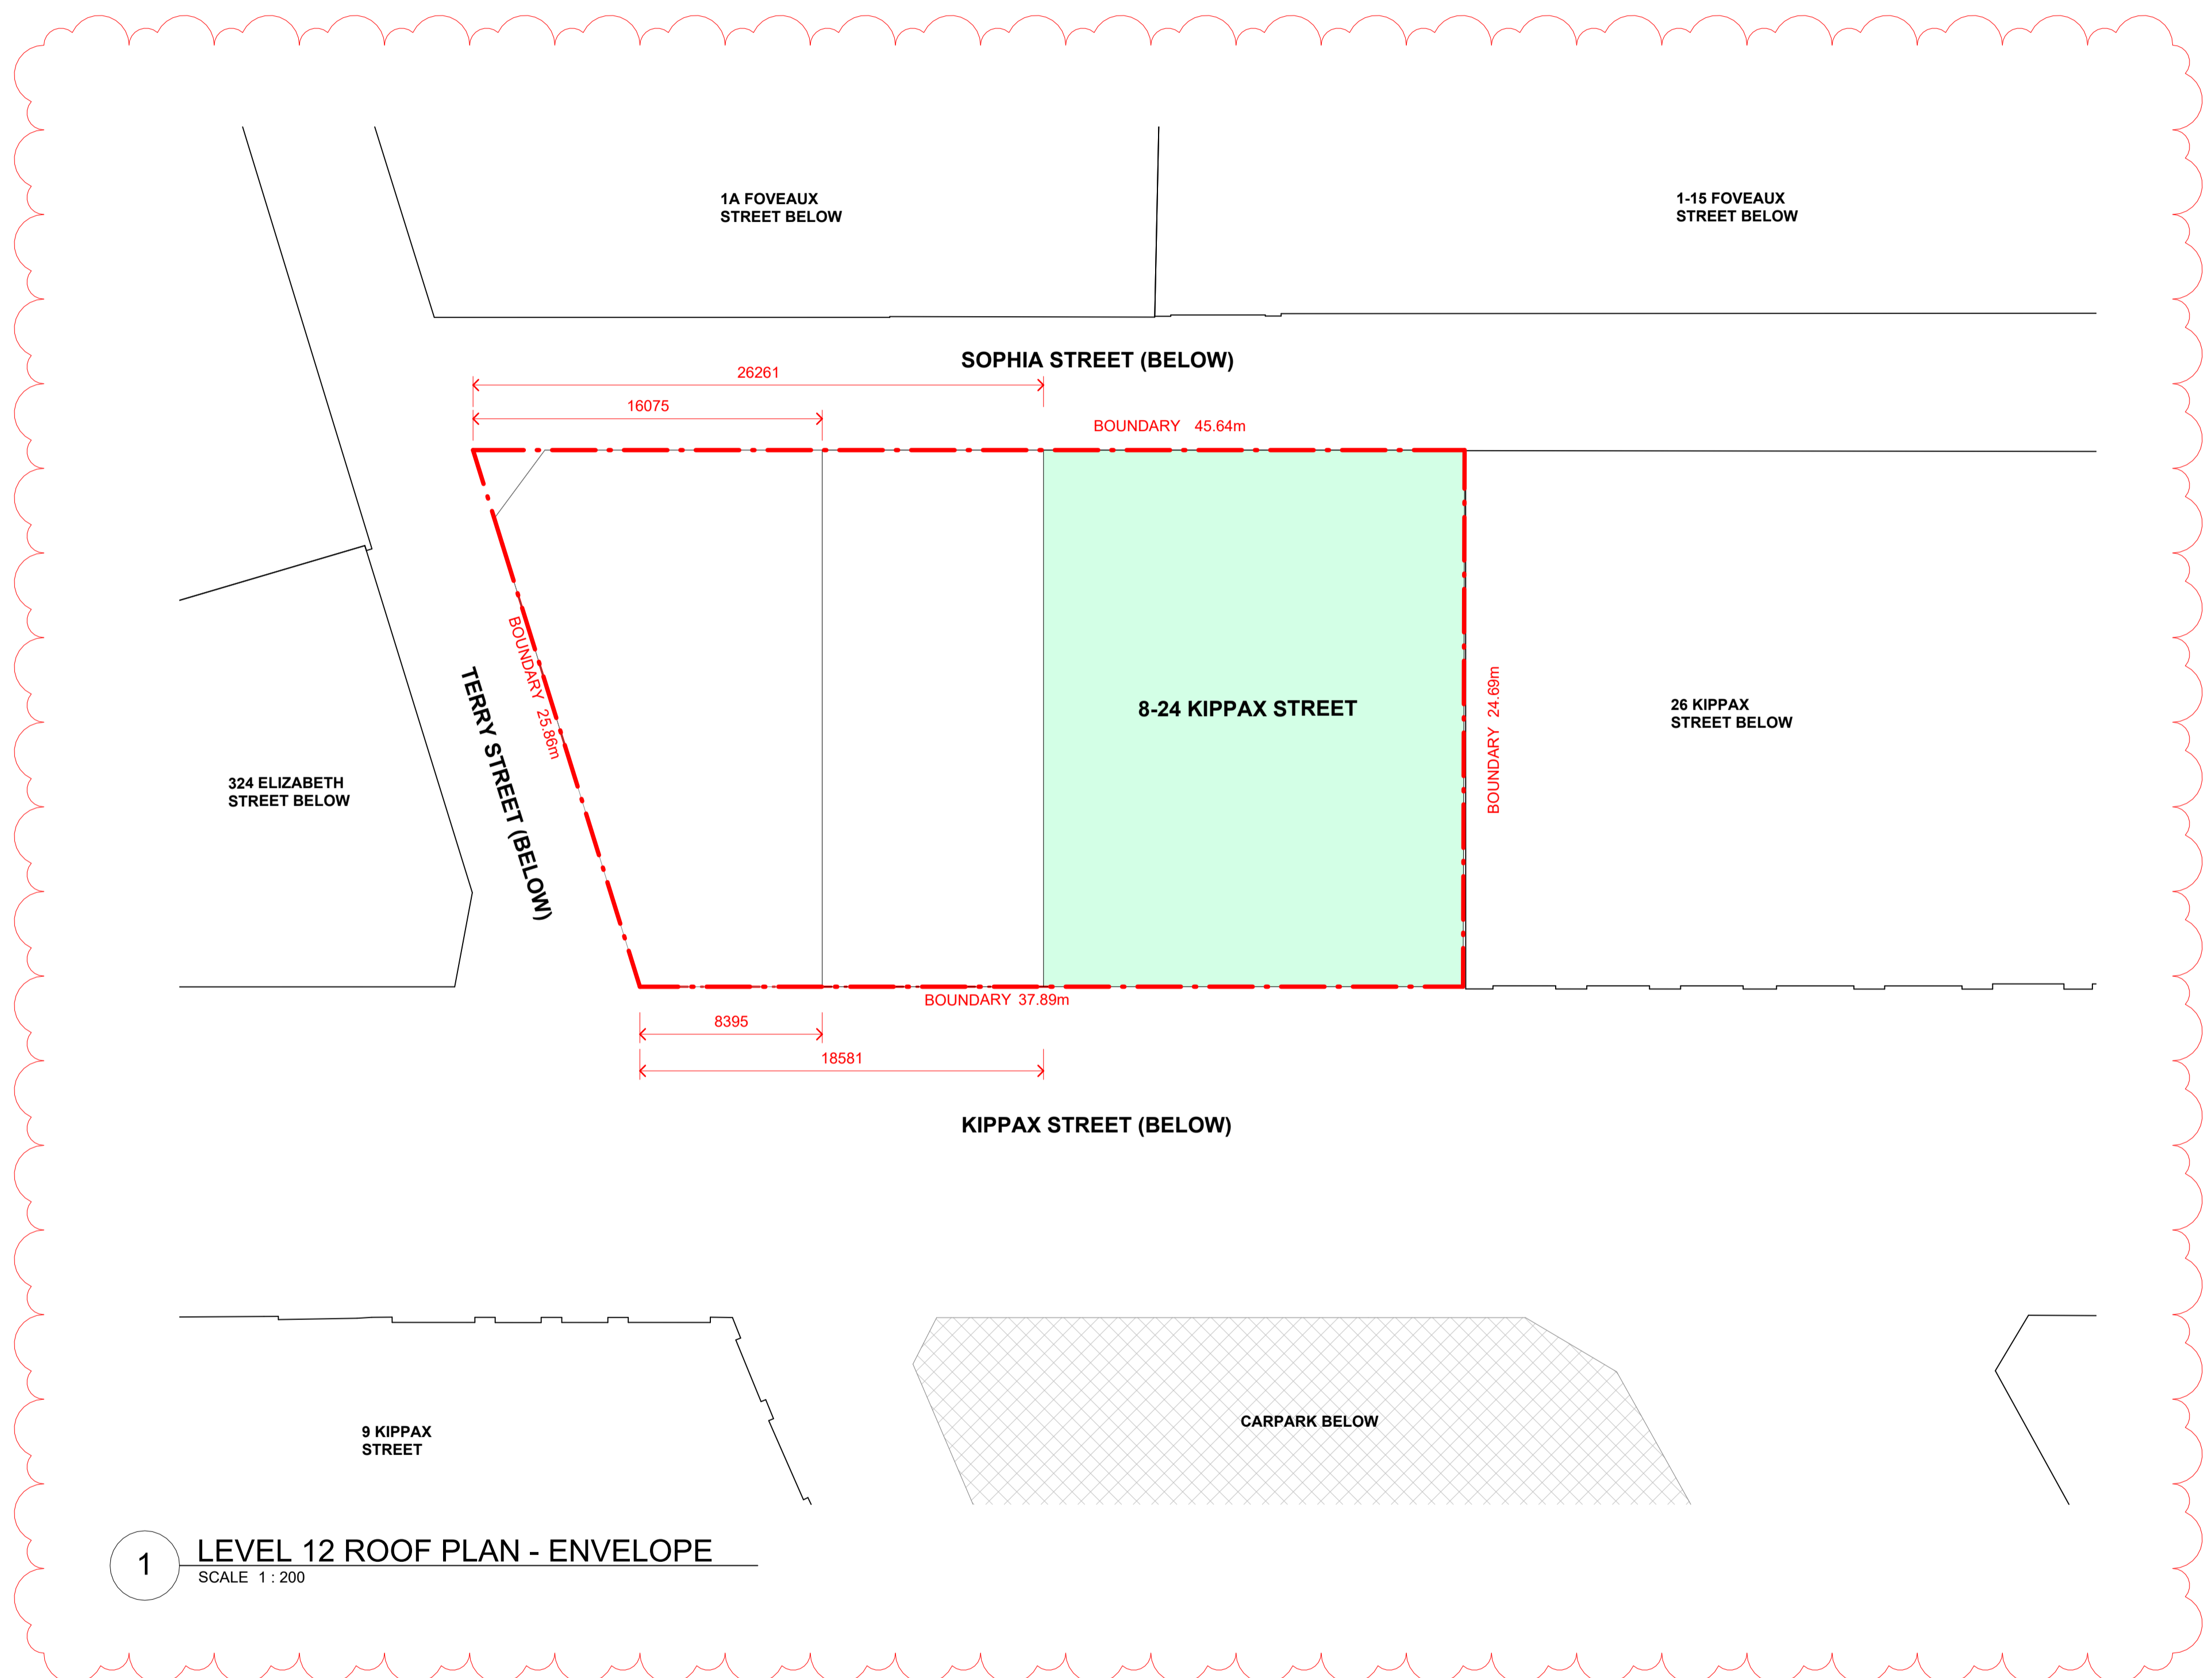 1A FOVEAUX
STREET BELOW
1-15 FOVEAUX
STREET BELOW
SOPHIA STREET (BELOW)
26261
16075
BOUNDARY 45.64m
BOUNDARY 25.86m
TERRY STREET (BELOW)
8-24 KIPPAX STREET
BOUNDARY 24.69m
26 KIPPAX
STREET BELOW
324 ELIZABETH
STREET BELOW
BOUNDARY 37.89m
8395
18581
KIPPAX STREET (BELOW)
9 KIPPAX
STREET
CARPARK BELOW
1
LEVEL 12 ROOF PLAN - ENVELOPE
SCALE 1 : 200